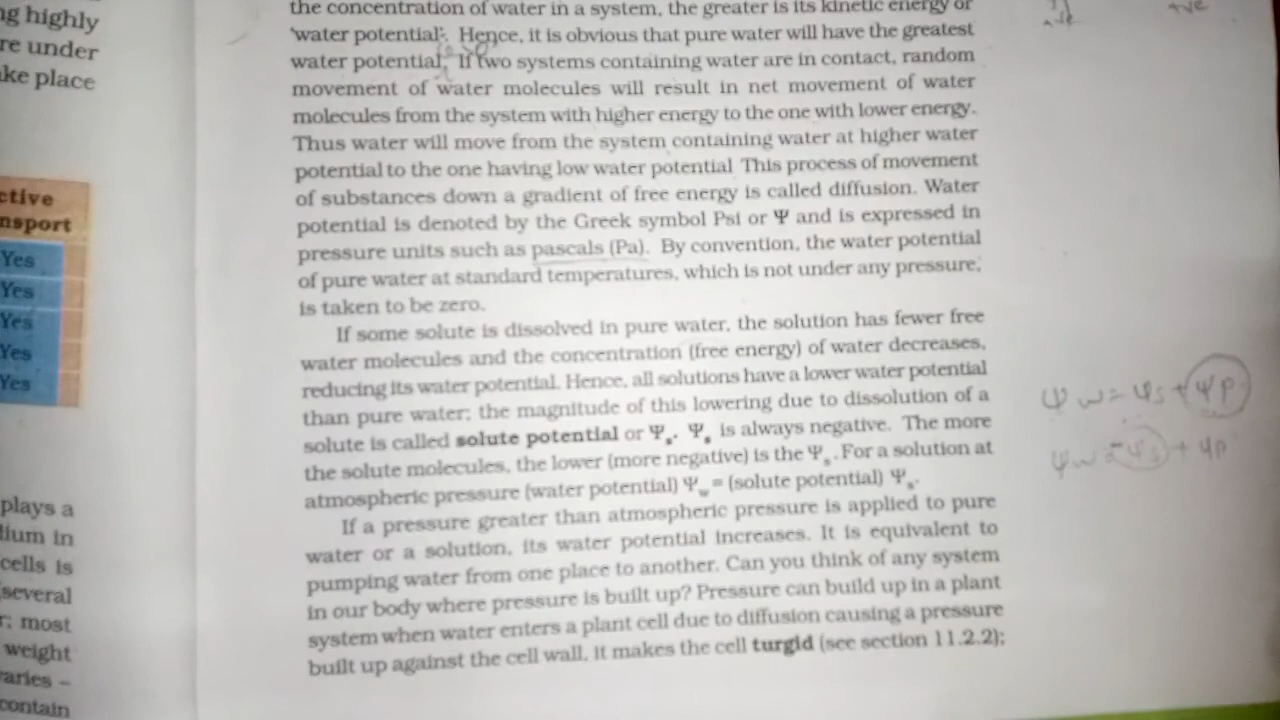 ng highly
re under
ake place
ctive
nsport
Yes
Yes
Yes
Yes
Yes
plays a
lium in
cells is
several
r; most
weight
varies –
contain
the concentration of water in a system, the greater is its kinetic energy or
'water potential'. Hence, it is obvious that pure water will have the greatest
water potential. If two systems containing water are in contact, random
movement of water molecules will result in net movement of water
molecules from the system with higher energy to the one with lower energy.
Thus water will move from the system containing water at higher water
potential to the one having low water potential This process of movement
of substances down a gradient of free energy is called diffusion. Water
potential is denoted by the Greek symbol Psi or Ψ and is expressed in
pressure units such as pascals (Pa). By convention, the water potential
of pure water at standard temperatures, which is not under any pressure,
is taken to be zero.
If some solute is dissolved in pure water, the solution has fewer free
water molecules and the concentration (free energy) of water decreases,
reducing its water potential. Hence, all solutions have a lower water potential
than pure water; the magnitude of this lowering due to dissolution of a
solute is called solute potential or Ψs. Ψs is always negative. The more
the solute molecules, the lower (more negative) is the Ψs. For a solution at
atmospheric pressure (water potential) Ψw = (solute potential) Ψs.
If a pressure greater than atmospheric pressure is applied to pure
water or a solution, its water potential increases. It is equivalent to
pumping water from one place to another. Can you think of any system
in our body where pressure is built up? Pressure can build up in a plant
system when water enters a plant cell due to diffusion causing a pressure
built up against the cell wall, it makes the cell turgid (see section 11.2.2);
-ve +ve
Ψw = Ψs + Ψp
Ψw = Ψs + Ψp